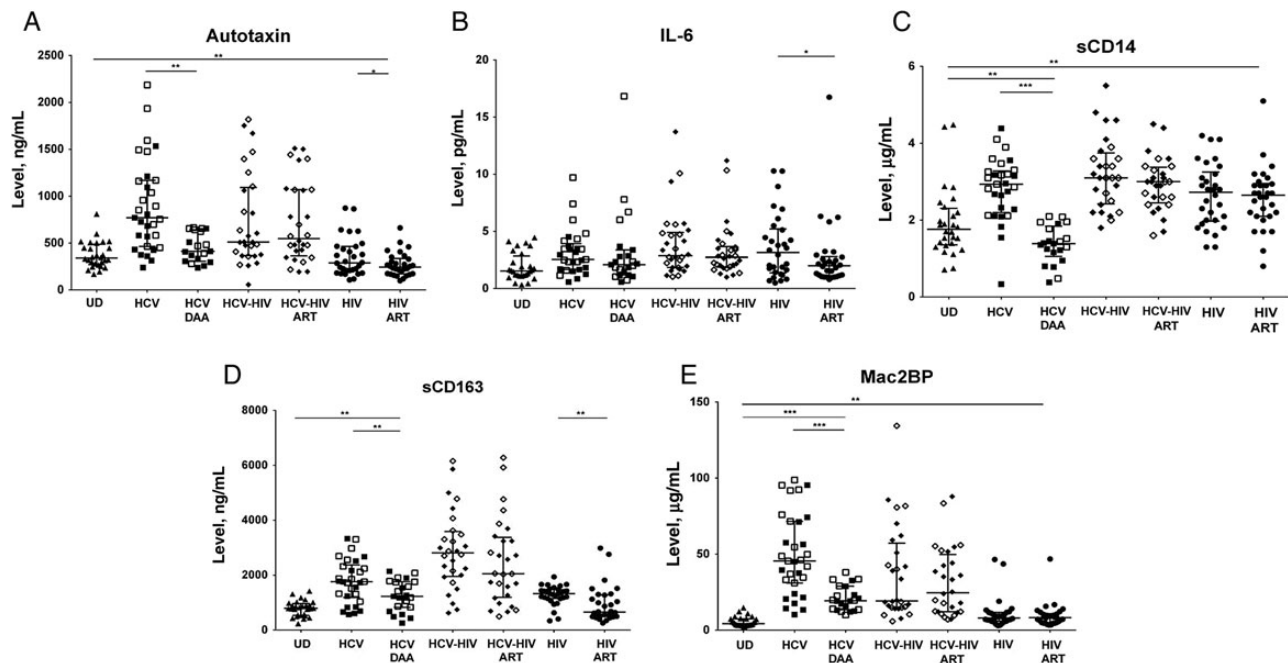 A
Autotaxin
**
**
*
Level, ng/mL
2500
2000
1500
1000
500
0
UD
HCV
HCV
DAA
HCV-HIV
HCV-HIV
ART
HIV
HIV
ART
B
IL-6
*
Level, pg/mL
20
15
10
5
0
UD
HCV
HCV
DAA
HCV-HIV
HCV-HIV
ART
HIV
HIV
ART
C
sCD14
**
**
***
Level, µg/mL
6
4
2
0
UD
HCV
HCV
DAA
HCV-HIV
HCV-HIV
ART
HIV
HIV
ART
D
sCD163
**
**
**
Level, ng/mL
8000
6000
4000
2000
0
UD
HCV
HCV
DAA
HCV-HIV
HCV-HIV
ART
HIV
HIV
ART
E
Mac2BP
**
***
***
Level, µg/mL
150
100
50
0
UD
HCV
HCV
DAA
HCV-HIV
HCV-HIV
ART
HIV
HIV
ART